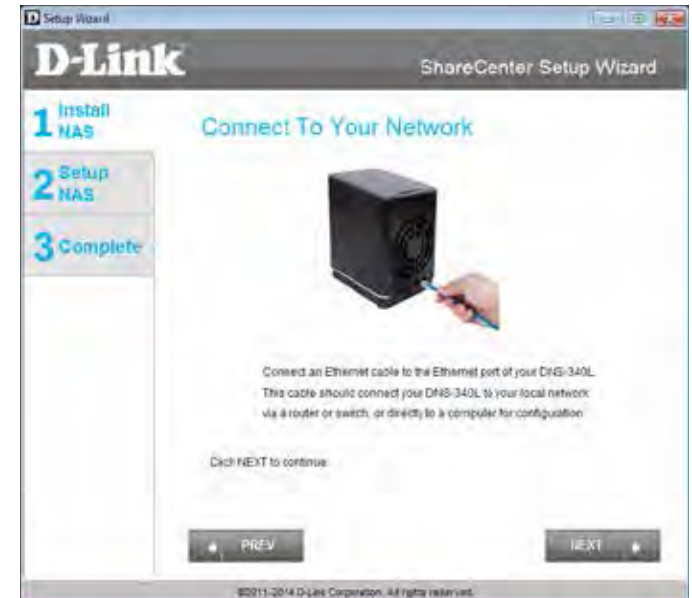 Setup Wizard
D-Link
ShareCenter Setup Wizard
1 Install
NAS
2 Setup
NAS
3 Complete
Connect To Your Network
Connect an Ethernet cable to the Ethernet port of your DNS-340L.
This cable should connect your DNS-340L to your local network
via a router or switch, or directly to a computer for configuration
Click NEXT to continue
PREV
NEXT
©2011-2014 D-Link Corporation. All rights reserved.